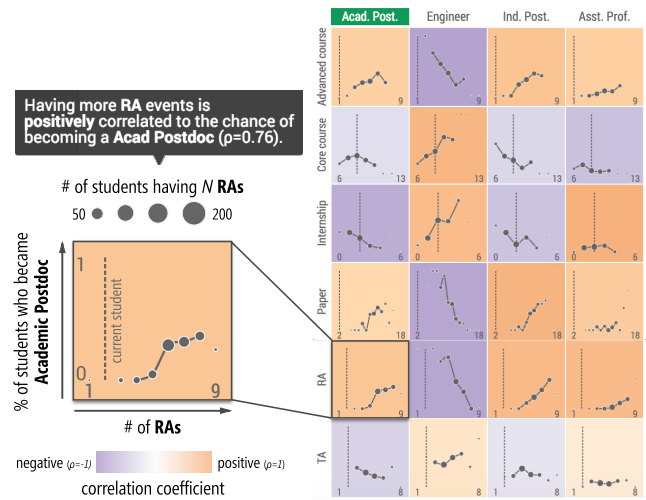 Acad. Post. Engineer Ind. Post. Asst. Prof.
Advanced course
1 9 1 9 1 9 1 9
Having more RA events is
positively correlated to the chance of
becoming a Acad Postdoc (ρ=0.76).
Core course
6 13 6 13 6 13 6 13
# of students having N RAs
50 200
Internship
0 6 0 6 0 6 0 6
% of students who became
Academic Postdoc
1
current student
0
1 9
# of RAs
Paper
2 18 2 18 2 18 2 18
RA
1 9 1 9 1 9 1 9
TA
1 8 1 8 1 8 1 8
negative (ρ=-1) positive (ρ=1)
correlation coefficient